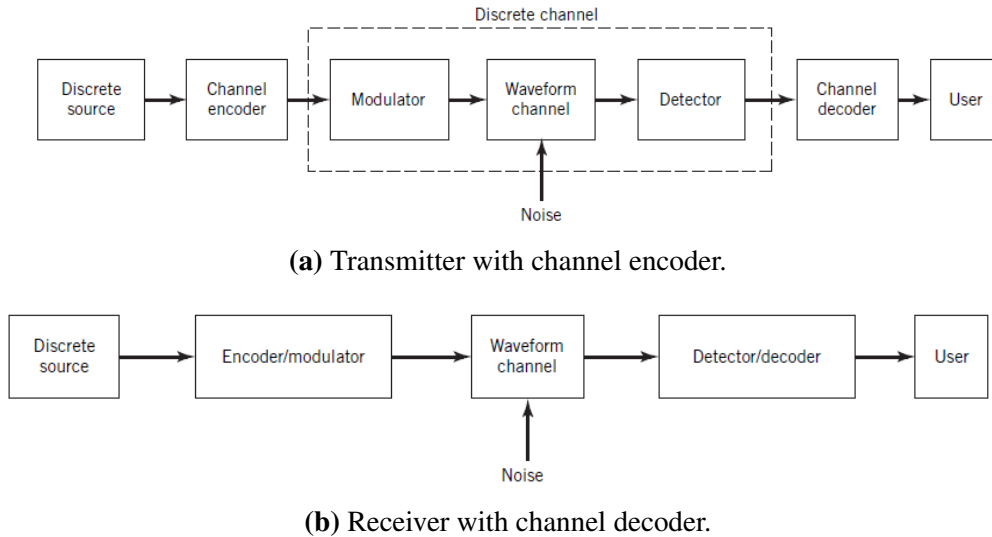 Discrete channel
Discrete
source
Channel
encoder
Modulator
Waveform
channel
Detector
Channel
decoder
User
Noise
(a) Transmitter with channel encoder.
Discrete
source
Encoder/modulator
Waveform
channel
Detector/decoder
User
Noise
(b) Receiver with channel decoder.